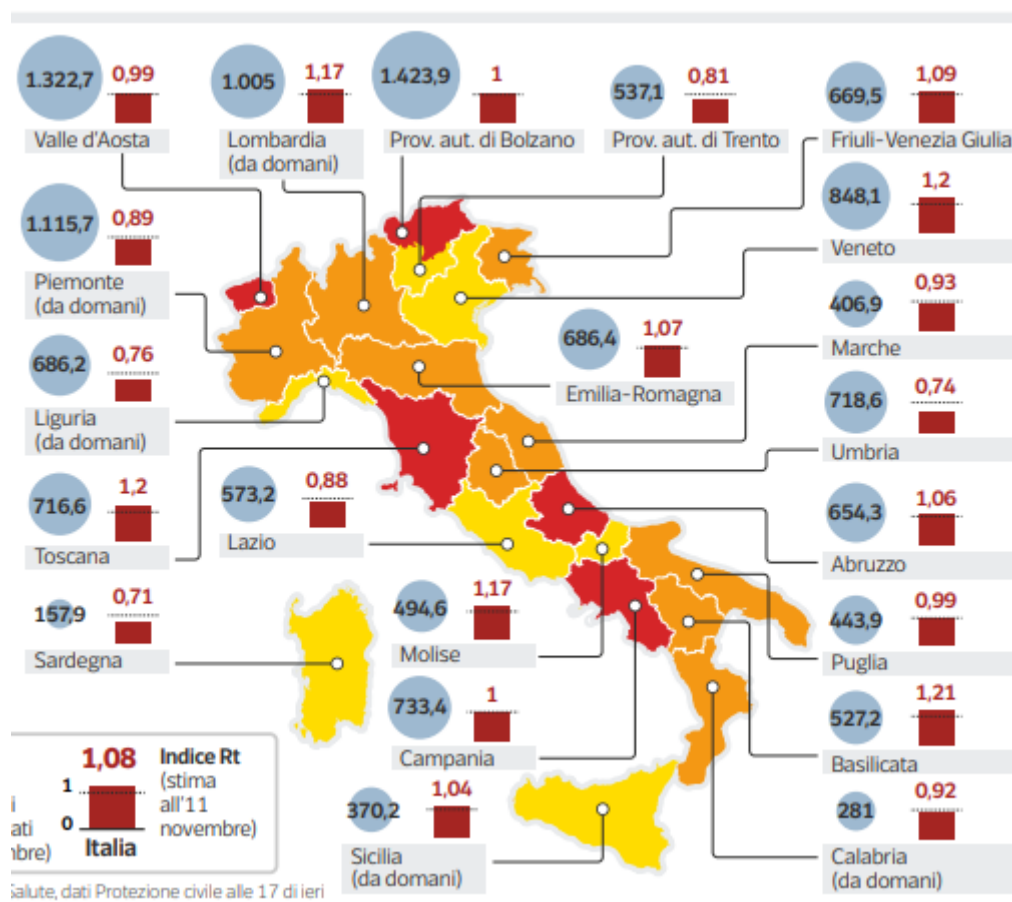 1.322,7
0,99
Valle d'Aosta
1.005
1,17
Lombardia
(da domani)
1.423,9
1
Prov. aut. di Bolzano
537,1
0,81
Prov. aut. di Trento
669,5
1,09
Friuli-Venezia Giulia
1.115,7
0,89
Piemonte
(da domani)
848,1
1,2
Veneto
686,2
0,76
Liguria
(da domani)
686,4
1,07
Emilia-Romagna
406,9
0,93
Marche
718,6
0,74
Umbria
716,6
1,2
Toscana
573,2
0,88
Lazio
654,3
1,06
Abruzzo
157,9
0,71
Sardegna
494,6
1,17
Molise
443,9
0,99
Puglia
733,4
1
Campania
527,2
1,21
Basilicata
370,2
1,04
Sicilia
(da domani)
281
0,92
Calabria
(da domani)
1,08
1
0
Italia
Indice Rt
(stima
all'11
novembre)
Salute, dati Protezione civile alle 17 di ieri